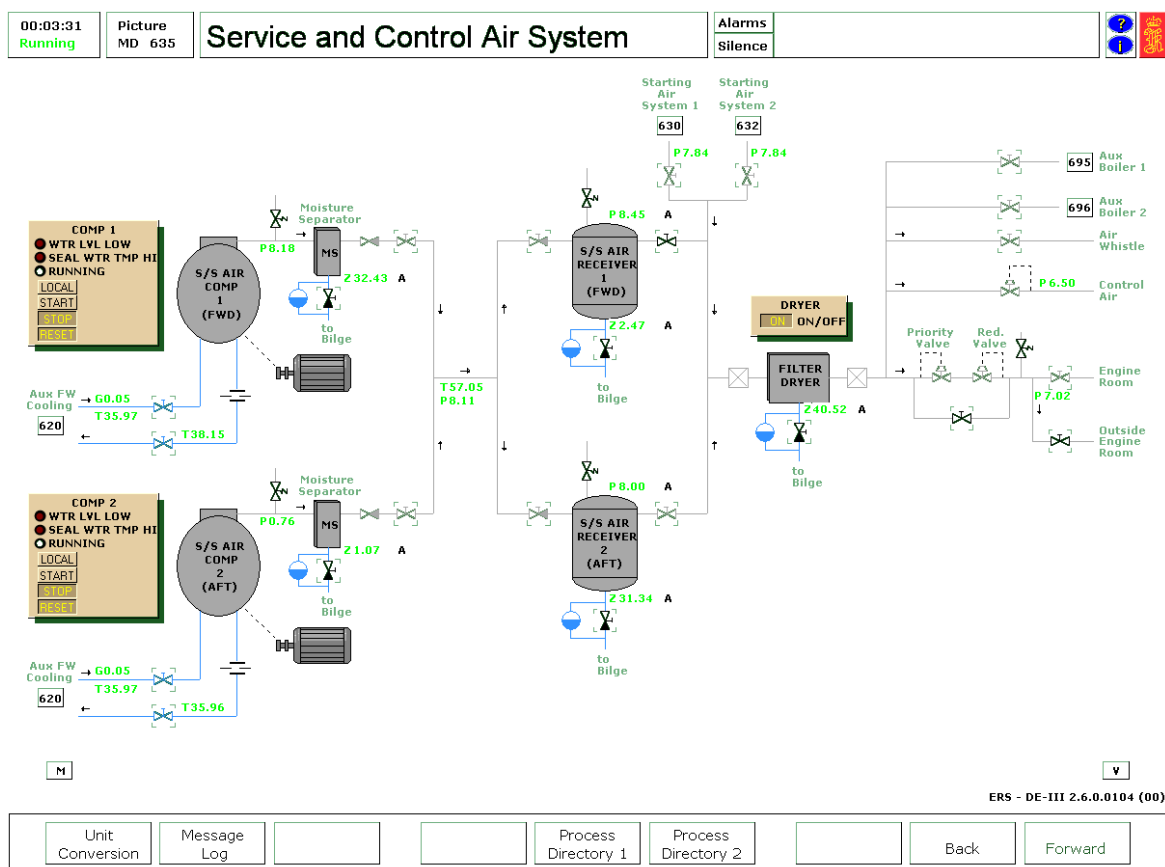 00:03:31
Running
Picture
MD 635
Service and Control Air System
Alarms
Silence
?
i
Starting
Air
System 1
630
P7.84
Starting
Air
System 2
632
P7.84
695
Aux
Boiler 1
696
Aux
Boiler 2
Air
Whistle
P6.50
Control
Air
COMP 1
WTR LVL LOW
SEAL WTR TMP HI
RUNNING
LOCAL
START
STOP
RESET
S/S AIR
COMP
1
(FWD)
P8.18
Moisture
Separator
MS
Z32.43 A
to
Bilge
P8.45 A
S/S AIR
RECEIVER
1
(FWD)
Z2.47 A
to
Bilge
DRYER
ON ON/OFF
FILTER
DRYER
Z40.52 A
to
Bilge
Priority
Valve
Red.
Valve
P7.02
Engine
Room
Outside
Engine
Room
T57.05
P8.11
Aux FW
Cooling
620
G0.05
T35.97
T38.15
COMP 2
WTR LVL LOW
SEAL WTR TMP HI
RUNNING
LOCAL
START
STOP
RESET
S/S AIR
COMP
2
(AFT)
P0.76
Moisture
Separator
MS
Z1.07 A
to
Bilge
P8.00 A
S/S AIR
RECEIVER
2
(AFT)
Z31.34 A
to
Bilge
Aux FW
Cooling
620
G0.05
T35.97
T35.96
M
V
ERS - DE-III 2.6.0.0104 (00)
Unit
Conversion
Message
Log
Process
Directory 1
Process
Directory 2
Back
Forward